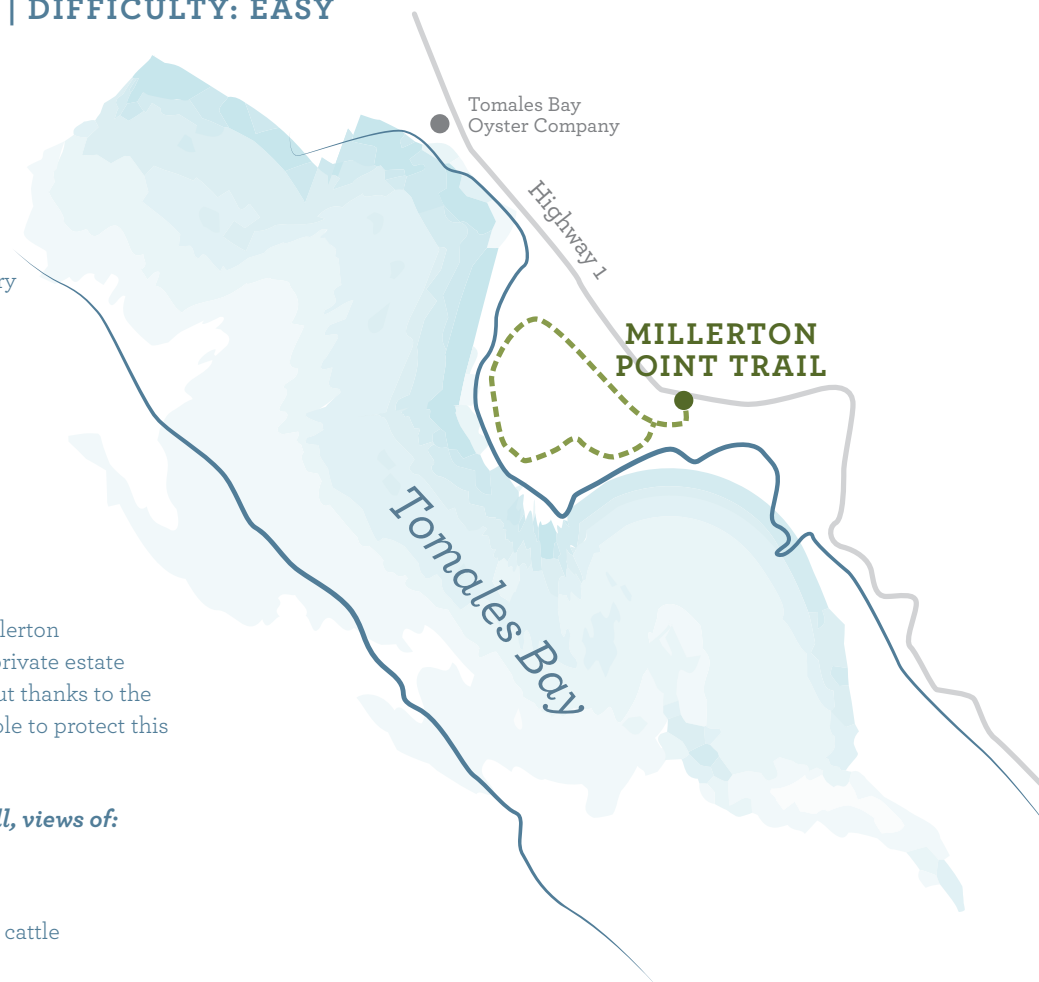 | DIFFICULTY: EASY
Tomales Bay
Oyster Company
Highway 1
MILLERTON
POINT TRAIL
Tomales Bay
ry
llerton
private estate
ut thanks to the
ble to protect this
ll, views of:
cattle